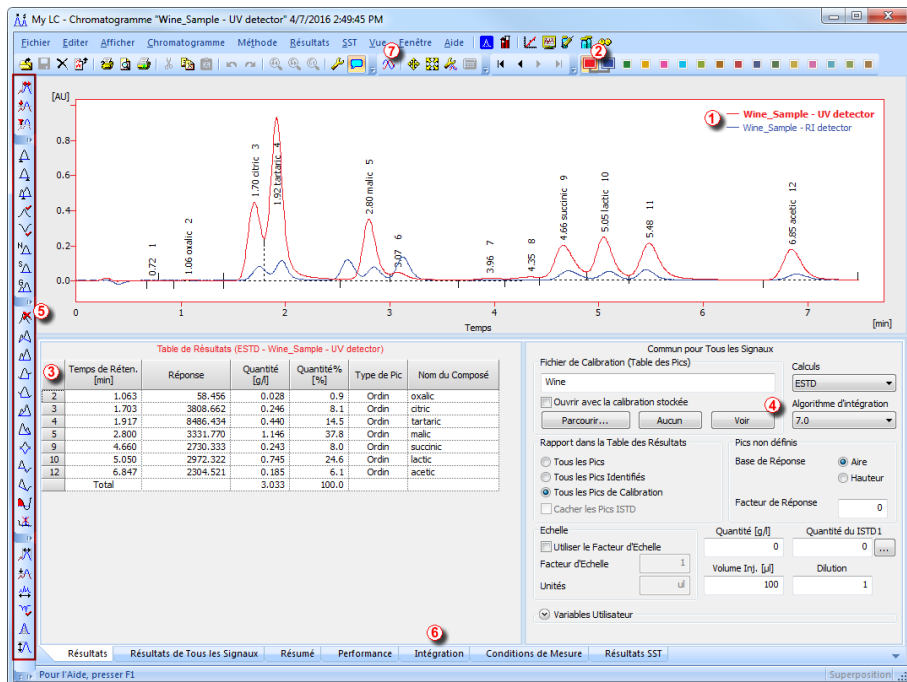 My LC - Chromatogramme "Wine_Sample - UV detector" 4/7/2016 2:49:45 PM
Fichier Editer Afficher Chromatogramme Méthode Résultats SST Vue Fenêtre Aide
7
2
[AU]
1
Wine_Sample - UV detector
Wine_Sample - RI detector
0.8
0.6
0.4
0.2
0.0
0.72 1
1.06 oxalic 2
1.70 citric 3
1.92 tartaric 4
2.80 malic 5
3.07 6
3.96 7
4.35 8
4.66 succinic 9
5.05 lactic 10
5.48 11
6.85 acetic 12
0 1 2 3 4 5 6 7
Temps
[min]
5
Table de Résultats (ESTD - Wine_Sample - UV detector)
3
Temps de Réten. [min] Réponse Quantité [g/l] Quantité% [%] Type de Pic Nom du Composé
2 1.063 58.456 0.028 0.9 Ordin oxalic
3 1.703 3808.662 0.246 8.1 Ordin citric
4 1.917 8486.434 0.440 14.5 Ordin tartaric
5 2.800 3331.770 1.146 37.8 Ordin malic
9 4.660 2730.333 0.243 8.0 Ordin succinic
10 5.050 2972.322 0.745 24.6 Ordin lactic
12 6.847 2304.521 0.185 6.1 Ordin acetic
Total 3.033 100.0
Commun pour Tous les Signaux
Fichier de Calibration (Table des Pics)
Wine
Ouvrir avec la calibration stockée
Parcourir... Aucun Voir
Calculs
ESTD
4
Algorithme d'intégration
7.0
Rapport dans la Table des Résultats
Tous les Pics
Tous les Pics Identifiés
Tous les Pics de Calibration
Cacher les Pics ISTD
Pics non définis
Base de Réponse
Aire
Hauteur
Facteur de Réponse
0
Echelle
Utiliser le Facteur d'Echelle
Facteur d'Echelle 1
Unités ul
Quantité [g/l]
0
Quantité du ISTD1
0 ...
Volume Inj. [µl]
100
Dilution
1
Variables Utilisateur
6
Résultats Résultats de Tous les Signaux Résumé Performance Intégration Conditions de Mesure Résultats SST
Pour l'Aide, presser F1
Superposition